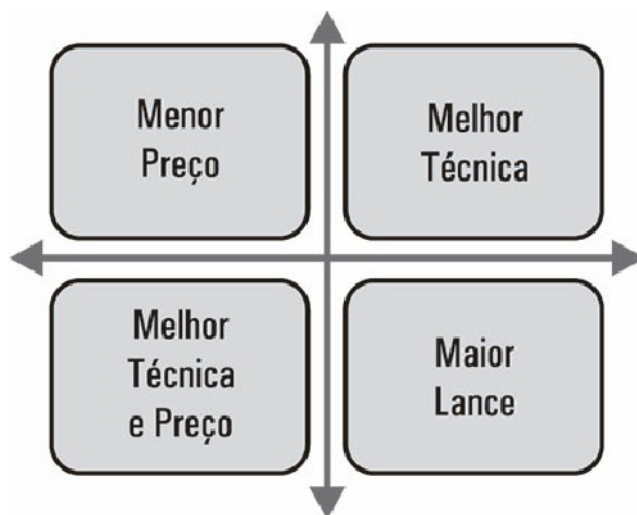 Menor
Preço
Melhor
Técnica
Melhor
Técnica
e Preço
Maior
Lance